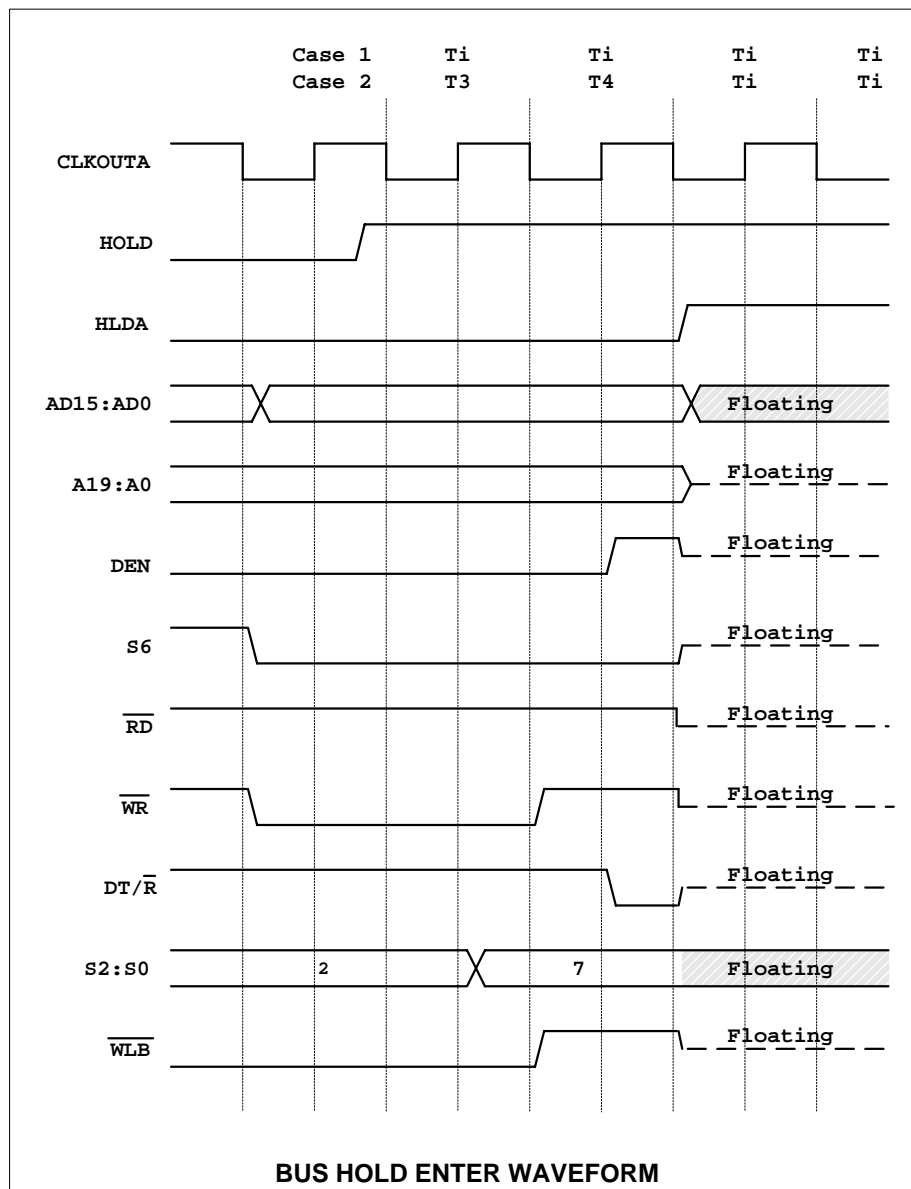 Case 1 Ti Ti Ti Ti
Case 2 T3 T4 Ti Ti
CLKOUTA
HOLD
HLDA
AD15:AD0 Floating
A19:A0 Floating
DEN Floating
S6 Floating
RD Floating
WR Floating
DT/R Floating
S2:S0 2 7 Floating
WLB Floating
BUS HOLD ENTER WAVEFORM